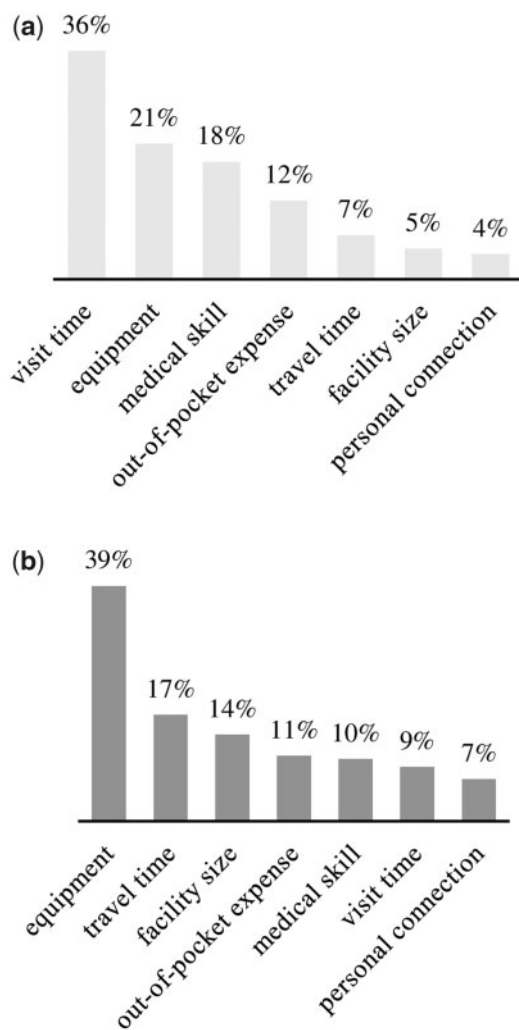 (a)
36%
21%
18%
12%
7%
5%
4%
visit time
equipment
medical skill
out-of-pocket expense
travel time
facility size
personal connection
(b)
39%
17%
14%
11%
10%
9%
7%
equipment
travel time
facility size
out-of-pocket expense
medical skill
visit time
personal connection